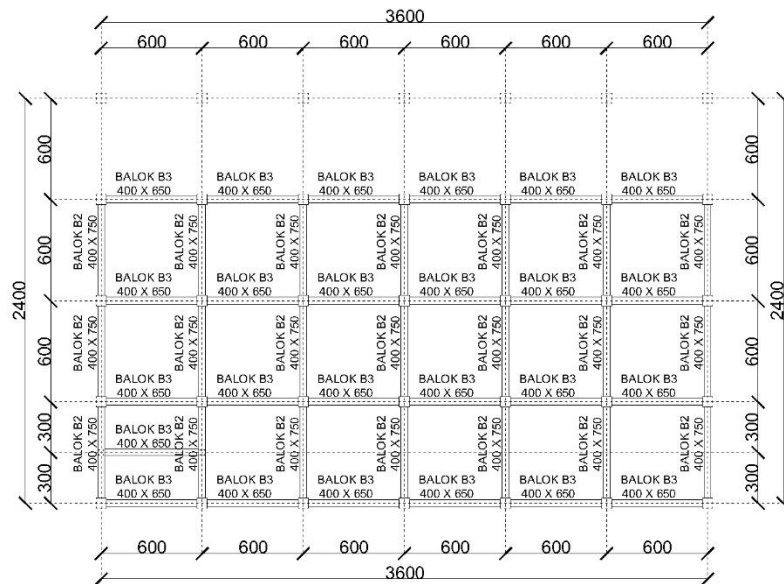 3600
600 600 600 600 600 600
600 600
BALOK B3 BALOK B3 BALOK B3 BALOK B3 BALOK B3 BALOK B3
400 X 650 400 X 650 400 X 650 400 X 650 400 X 650 400 X 650
BALOK B2 BALOK B2 BALOK B2 BALOK B2 BALOK B2 BALOK B2 BALOK B2
400 X 750 400 X 750 400 X 750 400 X 750 400 X 750 400 X 750 400 X 750
600 600
BALOK B3 BALOK B3 BALOK B3 BALOK B3 BALOK B3 BALOK B3
400 X 650 400 X 650 400 X 650 400 X 650 400 X 650 400 X 650
2400 2400
BALOK B2 BALOK B2 BALOK B2 BALOK B2 BALOK B2 BALOK B2 BALOK B2
400 X 750 400 X 750 400 X 750 400 X 750 400 X 750 400 X 750 400 X 750
600 600
BALOK B3 BALOK B3 BALOK B3 BALOK B3 BALOK B3 BALOK B3
400 X 650 400 X 650 400 X 650 400 X 650 400 X 650 400 X 650
300 300
BALOK B3
400 X 650
BALOK B2 BALOK B2 BALOK B2 BALOK B2 BALOK B2 BALOK B2 BALOK B2
400 X 750 400 X 750 400 X 750 400 X 750 400 X 750 400 X 750 400 X 750
300 300
BALOK B3 BALOK B3 BALOK B3 BALOK B3 BALOK B3 BALOK B3
400 X 650 400 X 650 400 X 650 400 X 650 400 X 650 400 X 650
600 600 600 600 600 600
3600